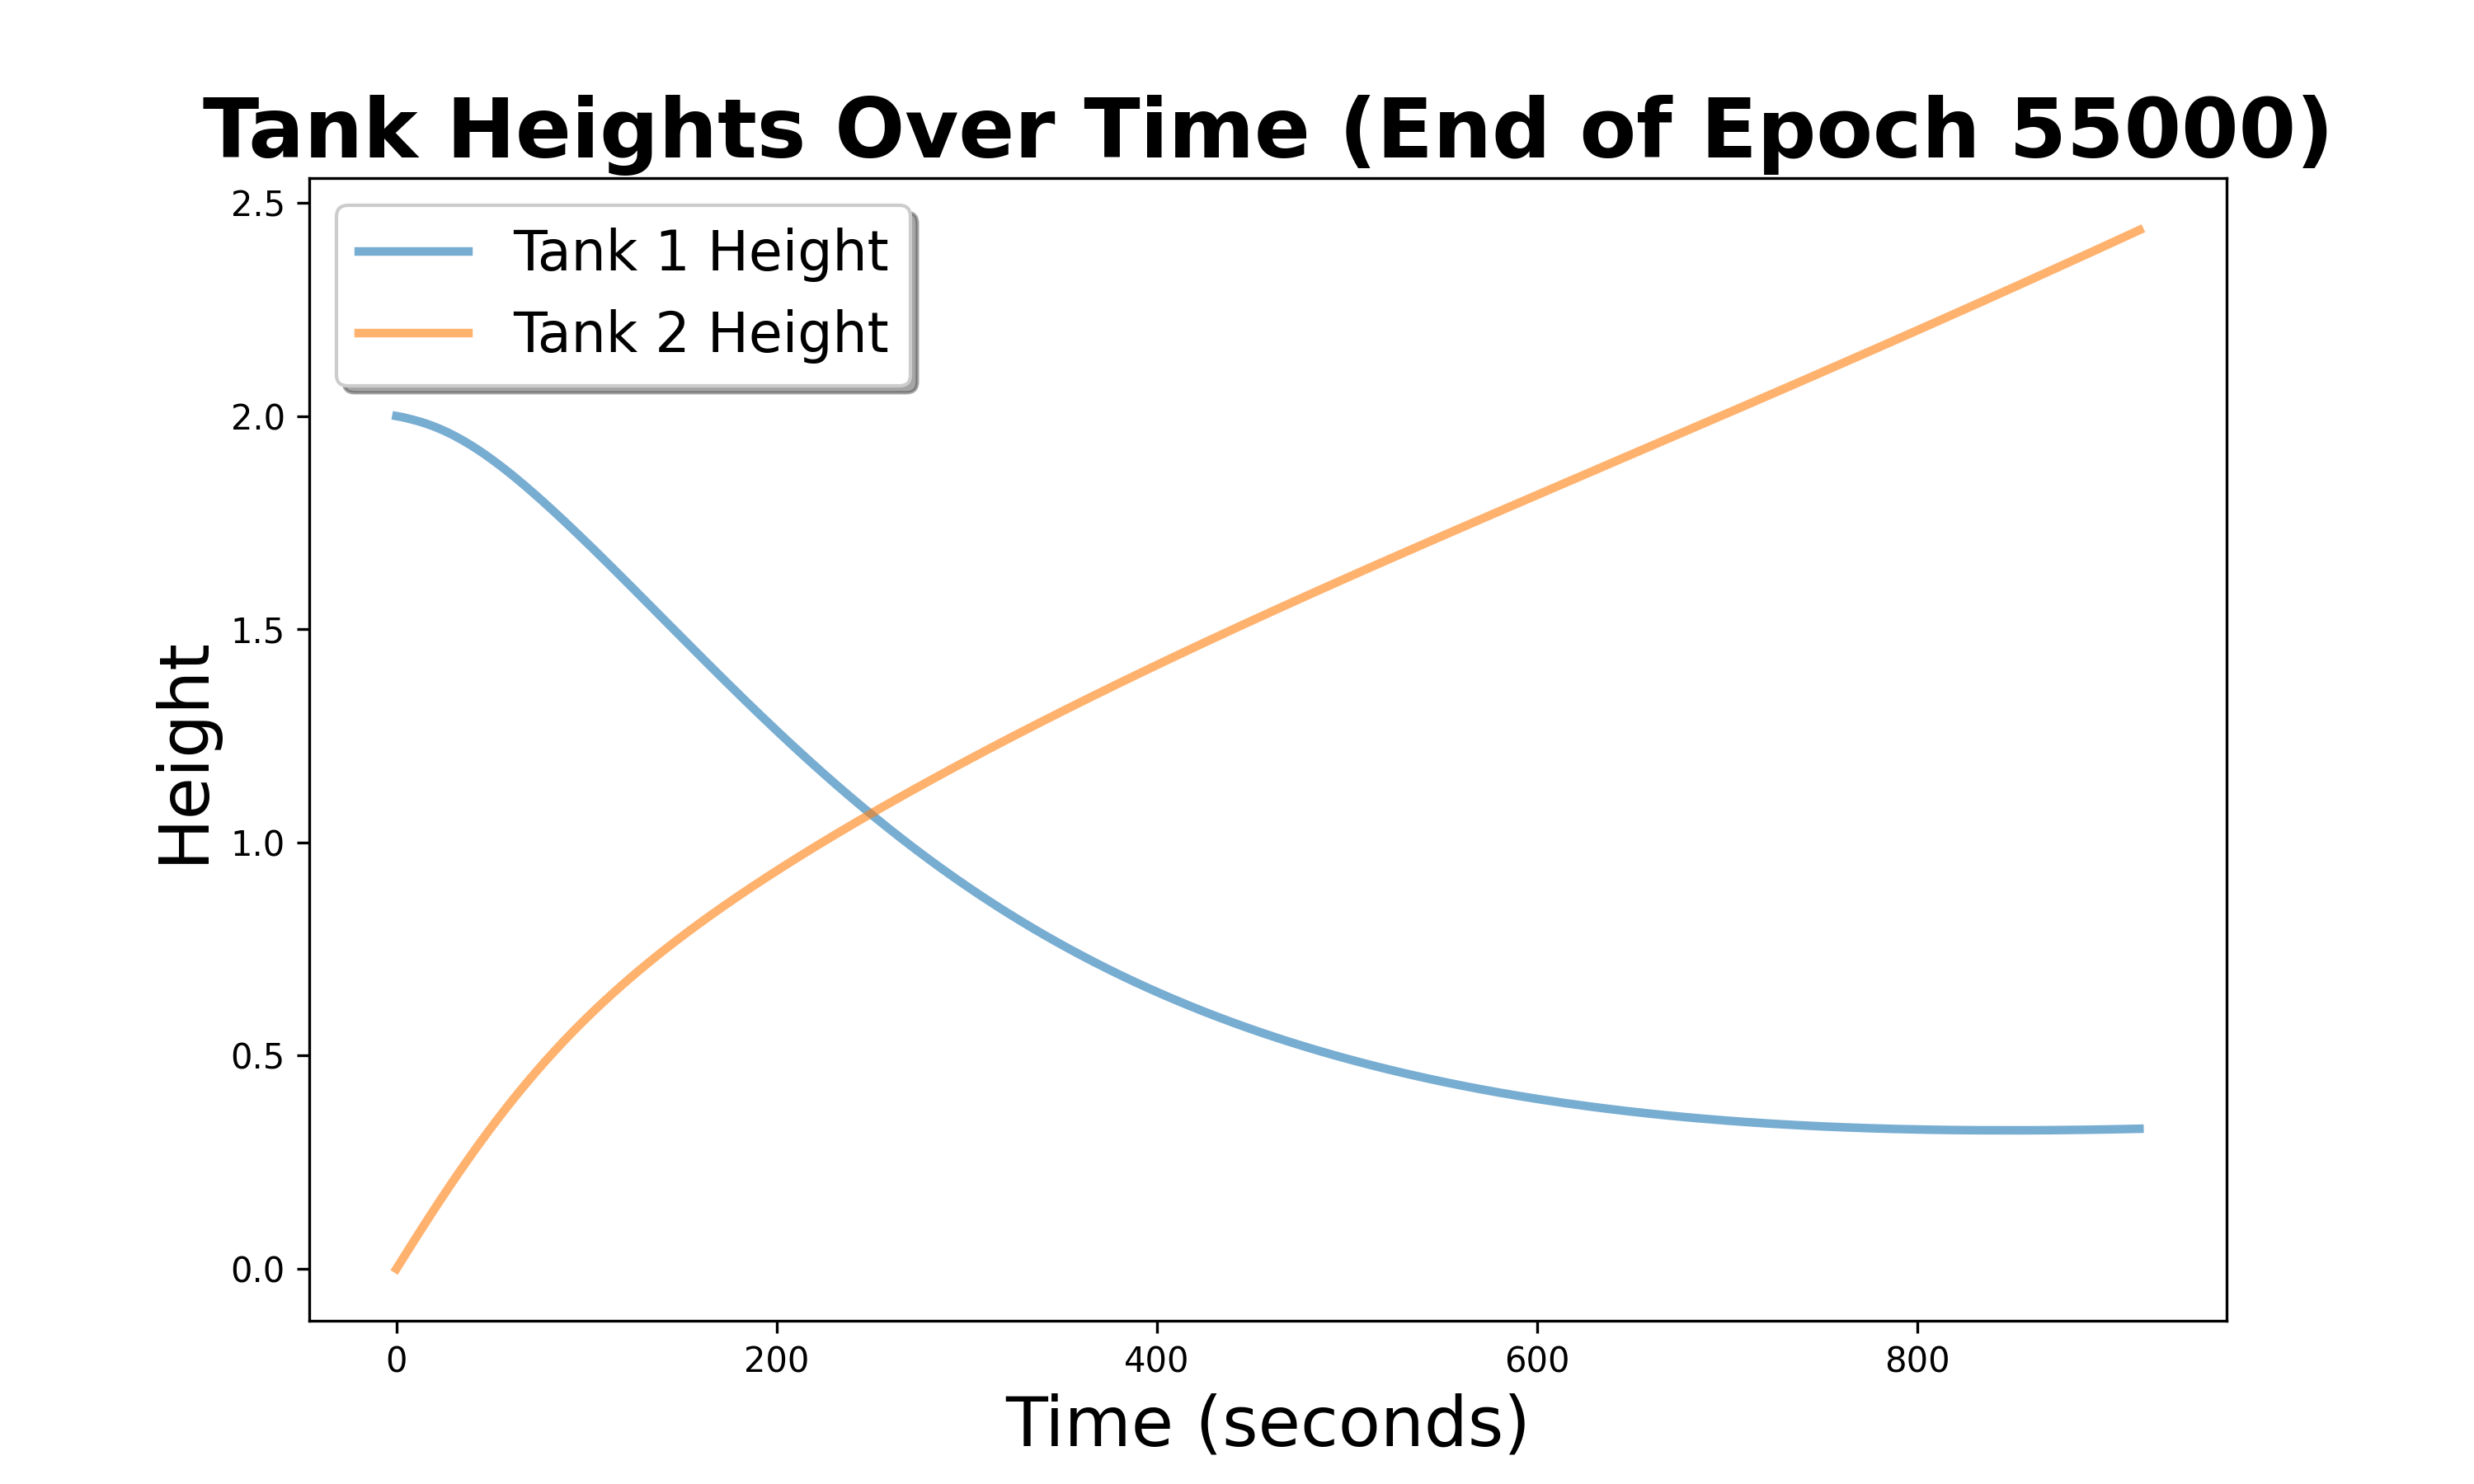 Tank Heights Over Time (End of Epoch 55000)
Tank 1 Height
Tank 2 Height
Height
2.5
2.0
1.5
1.0
0.5
0.0
0
200
400
600
800
Time (seconds)